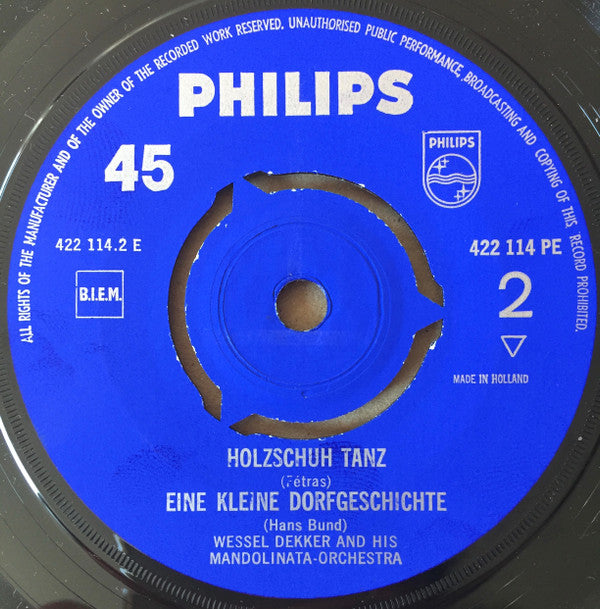 ALL RIGHTS OF THE MANUFACTURER AND OF THE OWNER OF THE RECORDED WORK RESERVED. UNAUTHORISED PUBLIC PERFORMANCE, BROADCASTING AND COPYING OF THIS RECORD PROHIBITED.
PHILIPS
45
PHILIPS
422 114.2 E
422 114 PE
B.I.E.M.
2
MADE IN HOLLAND
HOLZSCHUH TANZ
(Fétras)
EINE KLEINE DORFGESCHICHTE
(Hans Bund)
WESSEL DEKKER AND HIS
MANDOLINATA-ORCHESTRA